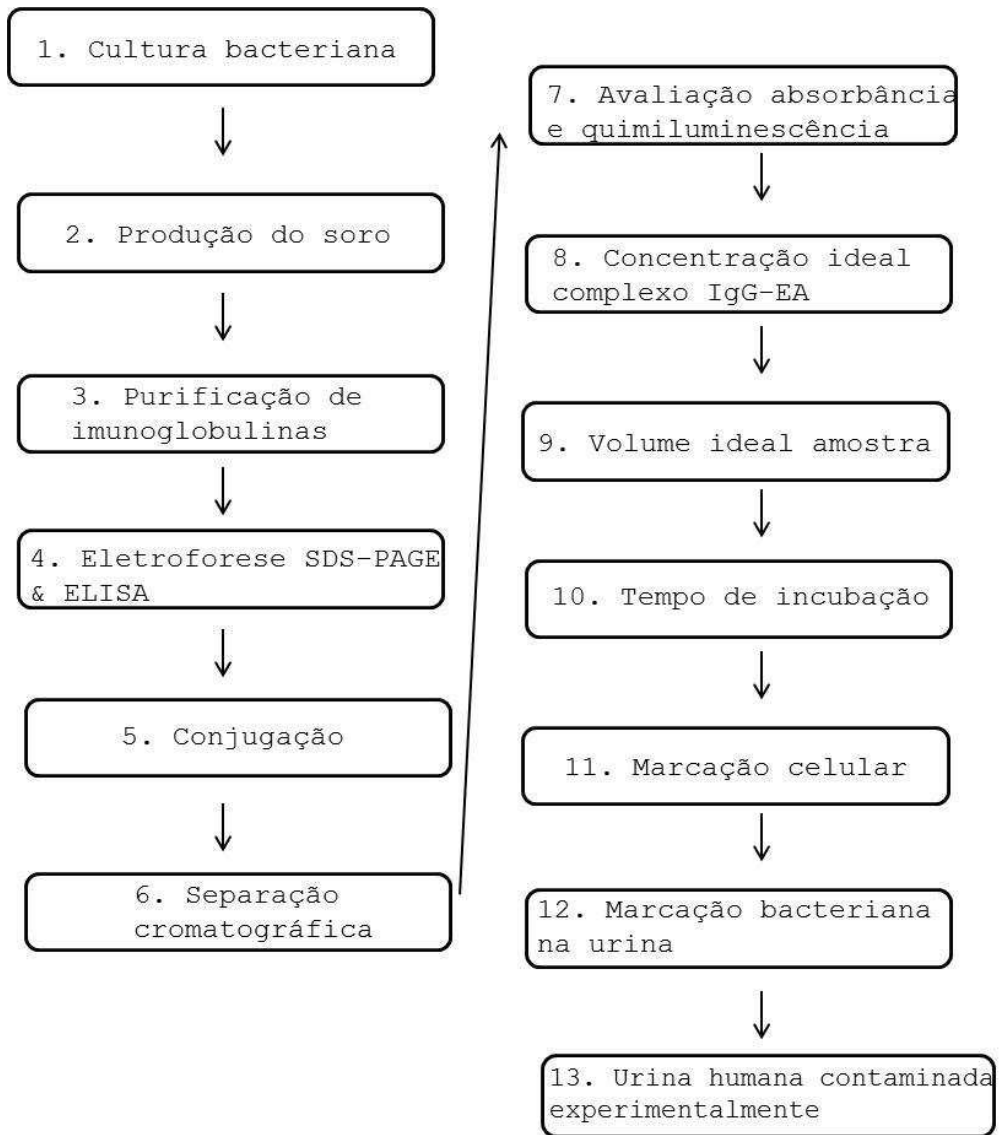 1. Cultura bacteriana
2. Produção do soro
3. Purificação de
imunoglobulinas
4. Eletroforese SDS-PAGE
& ELISA
5. Conjugação
6. Separação
cromatográfica
7. Avaliação absorbância
e quimiluminescência
8. Concentração ideal
complexo IgG-EA
9. Volume ideal amostra
10. Tempo de incubação
11. Marcação celular
12. Marcação bacteriana
na urina
13. Urina humana contaminada
experimentalmente